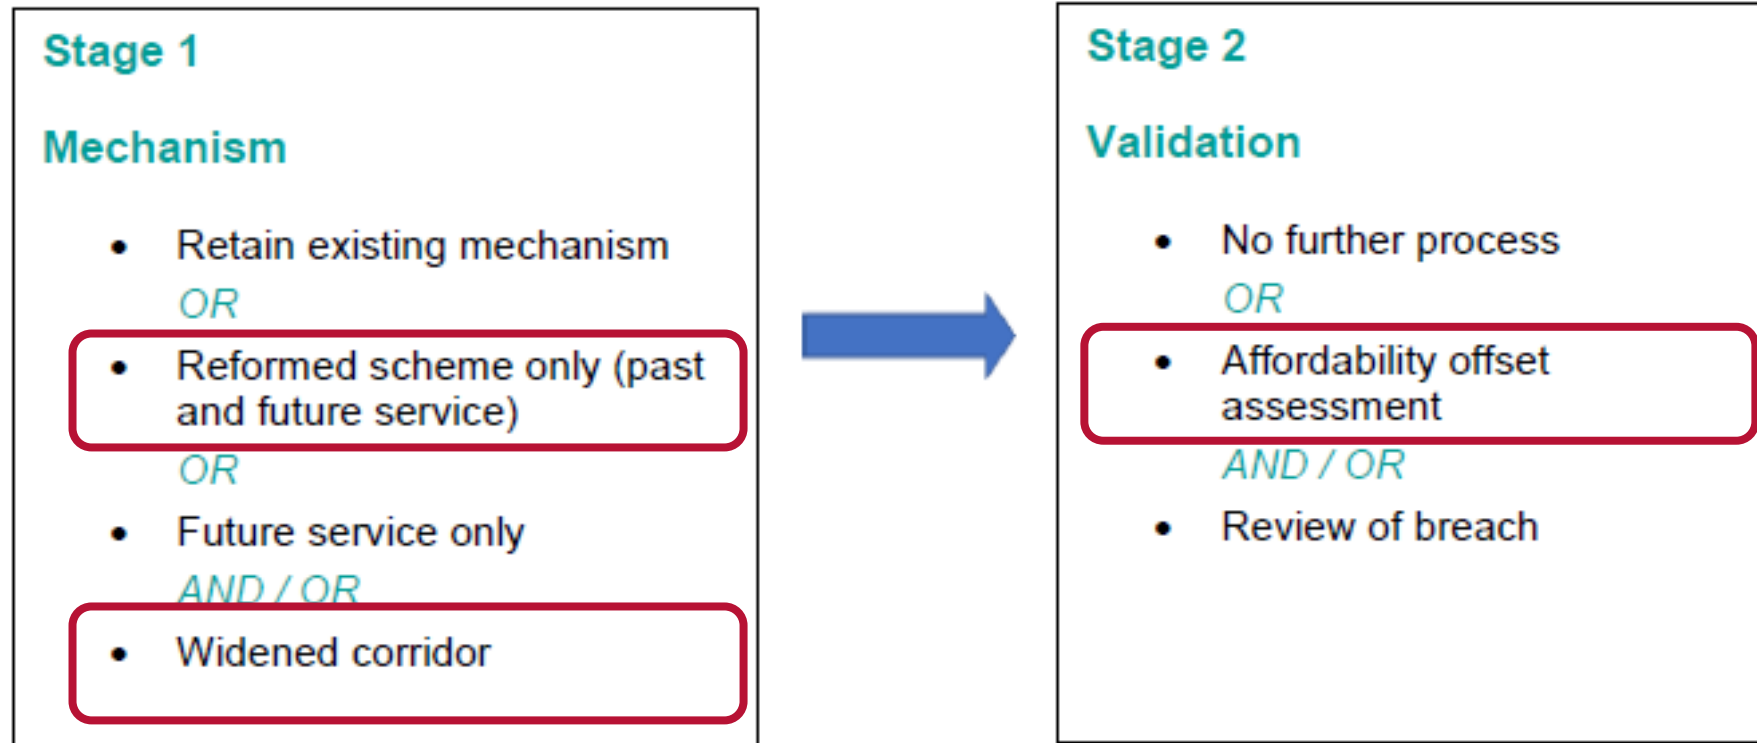 Stage 1
Mechanism
• Retain existing mechanism
OR
• Reformed scheme only (past
and future service)
OR
• Future service only
AND / OR
• Widened corridor
Stage 2
Validation
• No further process
OR
• Affordability offset
assessment
AND / OR
• Review of breach